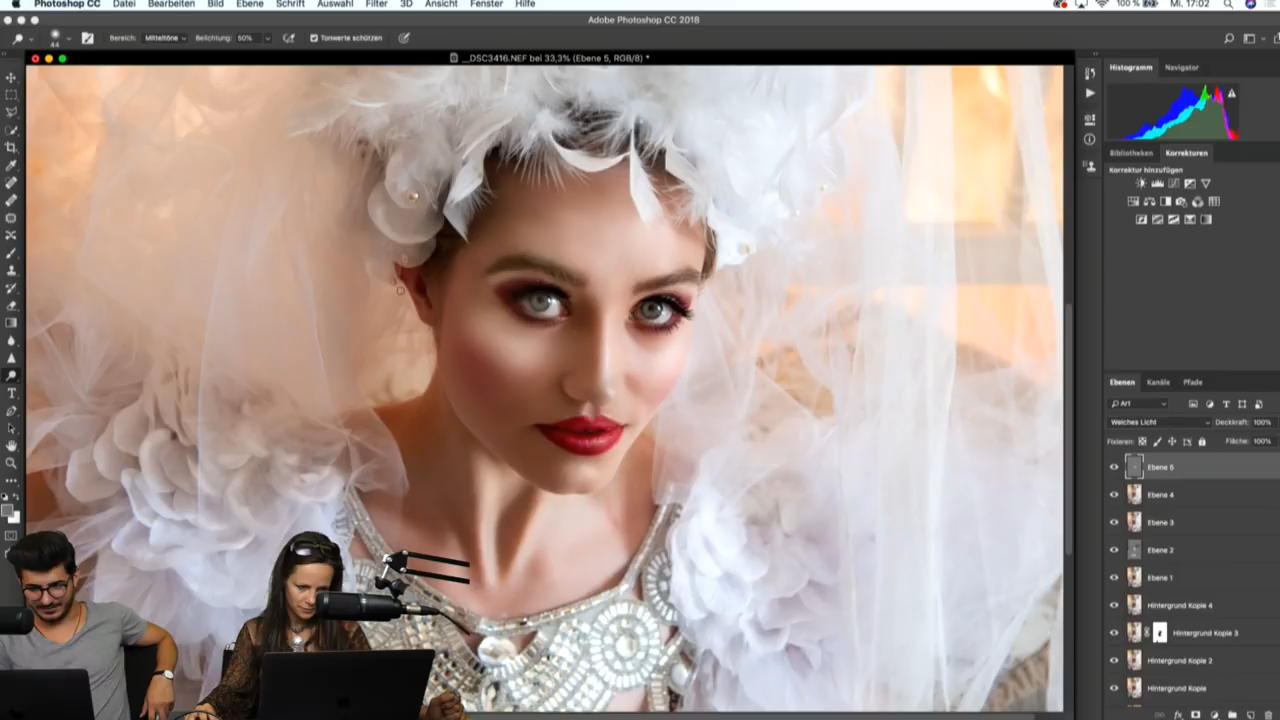 Photoshop CC Datei Bearbeiten Bild Ebene Schrift Auswahl Filter 3D Ansicht Fenster Hilfe 100 % Mi. 17:02
Adobe Photoshop CC 2018
44 Bereich: Mitteltöne Belichtung: 50% Tonwerte schützen
__DSC3416.NEF bei 33,3% (Ebene 5, RGB/8) *
Histogramm Navigator
Bibliotheken Korrekturen
Korrektur hinzufügen
Ebenen Kanäle Pfade
Art
Weiches Licht Deckkraft: 100%
Fixieren: Fläche: 100%
Ebene 5
Ebene 4
Ebene 3
Ebene 2
Ebene 1
Hintergrund Kopie 4
Hintergrund Kopie 3
Hintergrund Kopie 2
Hintergrund Kopie